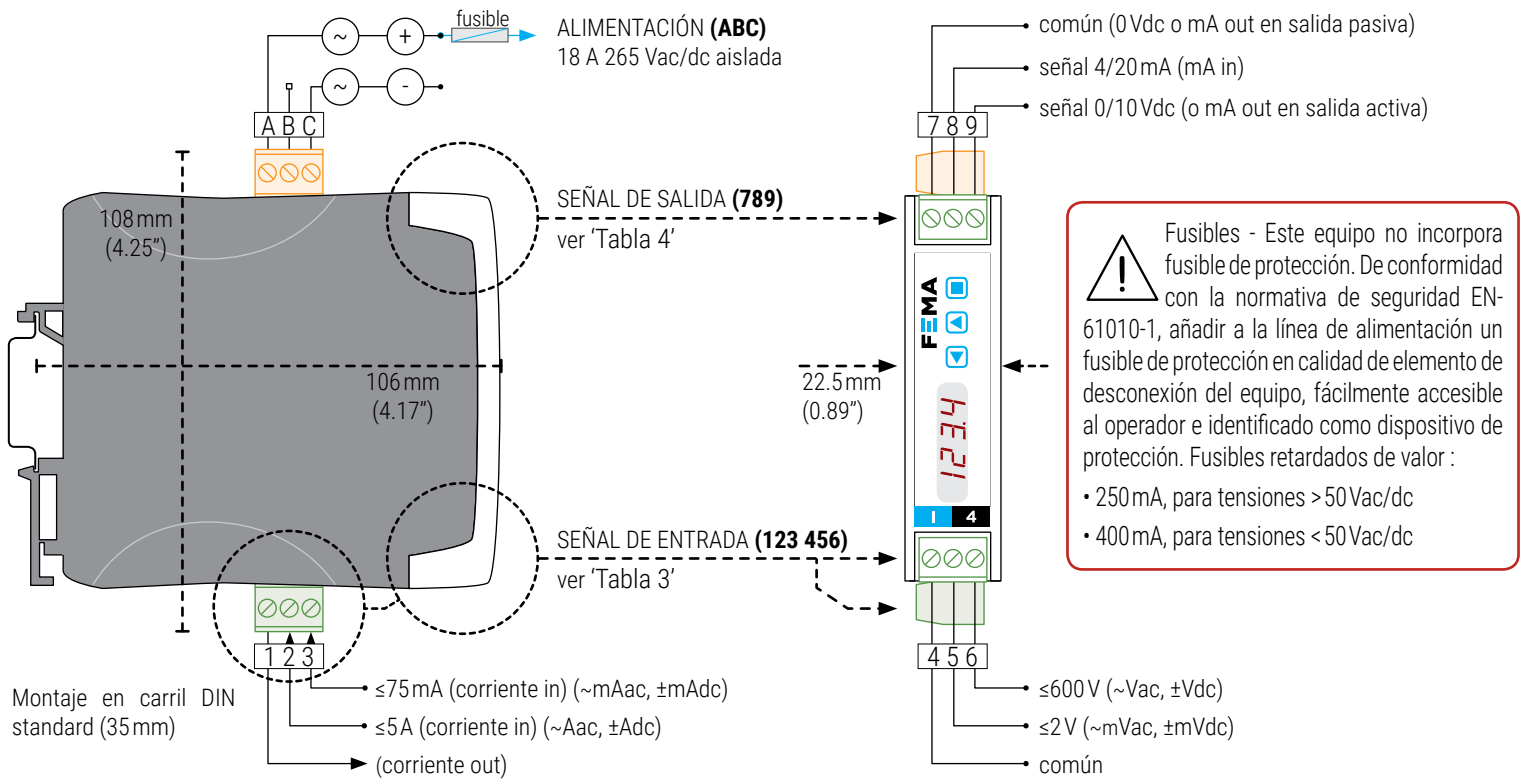 fusible
~ +
~ -
ALIMENTACIÓN (ABC)
18 A 265 Vac/dc aislada
A B C
108 mm
(4.25”)
106 mm
(4.17”)
SEÑAL DE SALIDA (789)
ver ‘Tabla 4’
SEÑAL DE ENTRADA (123 456)
ver ‘Tabla 3’
1 2 3
≤75 mA (corriente in) (~mAac, ±mAdc)
≤5 A (corriente in) (~Aac, ±Adc)
(corriente out)
Montaje en carril DIN
standard (35 mm)
común (0 Vdc o mA out en salida pasiva)
señal 4/20 mA (mA in)
señal 0/10 Vdc (o mA out en salida activa)
7 8 9
FEMA
22.5 mm
(0.89”)
1234
I 4
4 5 6
≤600 V (~Vac, ±Vdc)
≤2 V (~mVac, ±mVdc)
común
!
Fusibles - Este equipo no incorpora
fusible de protección. De conformidad
con la normativa de seguridad EN-
61010-1, añadir a la línea de alimentación un
fusible de protección en calidad de elemento de
desconexión del equipo, fácilmente accesible
al operador e identificado como dispositivo de
protección. Fusibles retardados de valor :
• 250 mA, para tensiones > 50 Vac/dc
• 400 mA, para tensiones < 50 Vac/dc